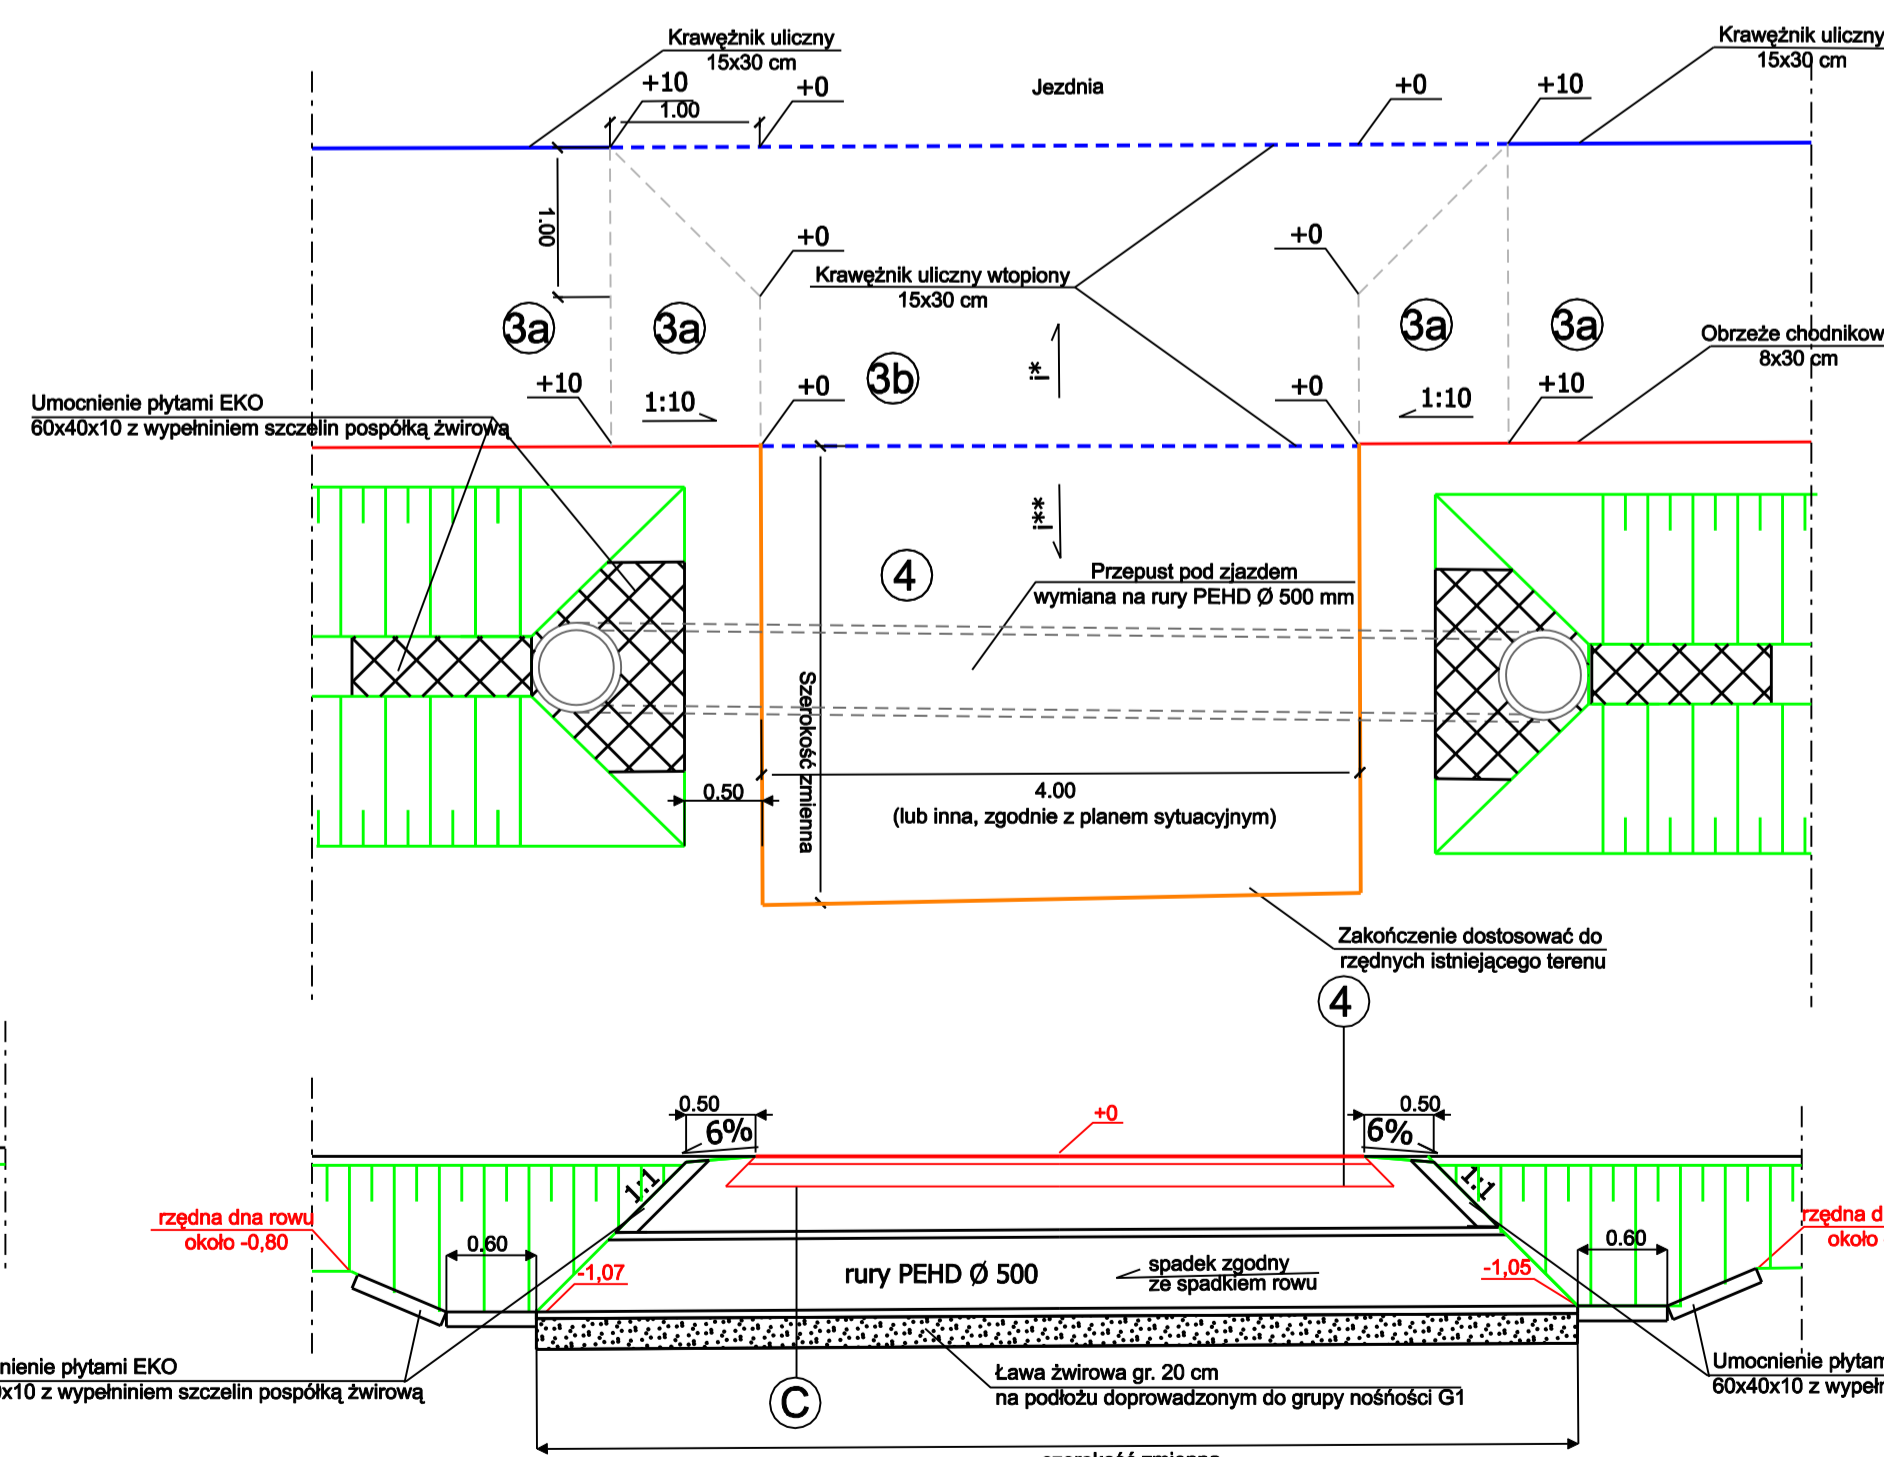 Krawężnik uliczny
15x30 cm
Krawężnik uliczny
15x30 cm
+10
1.00
+0
Jezdnia
+0
+10
1.00
+0
+0
Krawężnik uliczny wtopiony
15x30 cm
3a
3a
3b
3a
3a
i*
Obrzeże chodnikow
8x30 cm
+10
1:10
+0
+0
1:10
+10
Umocnienie płytami EKO
60x40x10 z wypełniniem szczelin pospółką żwirową
i**
4
Przepust pod zjazdem
wymiana na rury PEHD Ø 500 mm
Szerokość zmienna
0.50
4.00
(lub inna, zgodnie z planem sytuacyjnym)
Zakończenie dostosować do
rzędnych istniejącego terenu
4
0.50
6%
+0
0.50
6%
1:1
1:1
rzędna dna rowu
około -0,80
rzędna d
około
0.60
0.60
-1,07
rury PEHD Ø 500
spadek zgodny
ze spadkiem rowu
-1,05
nienie płytami EKO
x10 z wypełniniem szczelin pospółką żwirową
Ława żwirowa gr. 20 cm
na podłożu doprowadzonym do grupy nośńości G1
C
Umocnienie płytam
60x40x10 z wypełn